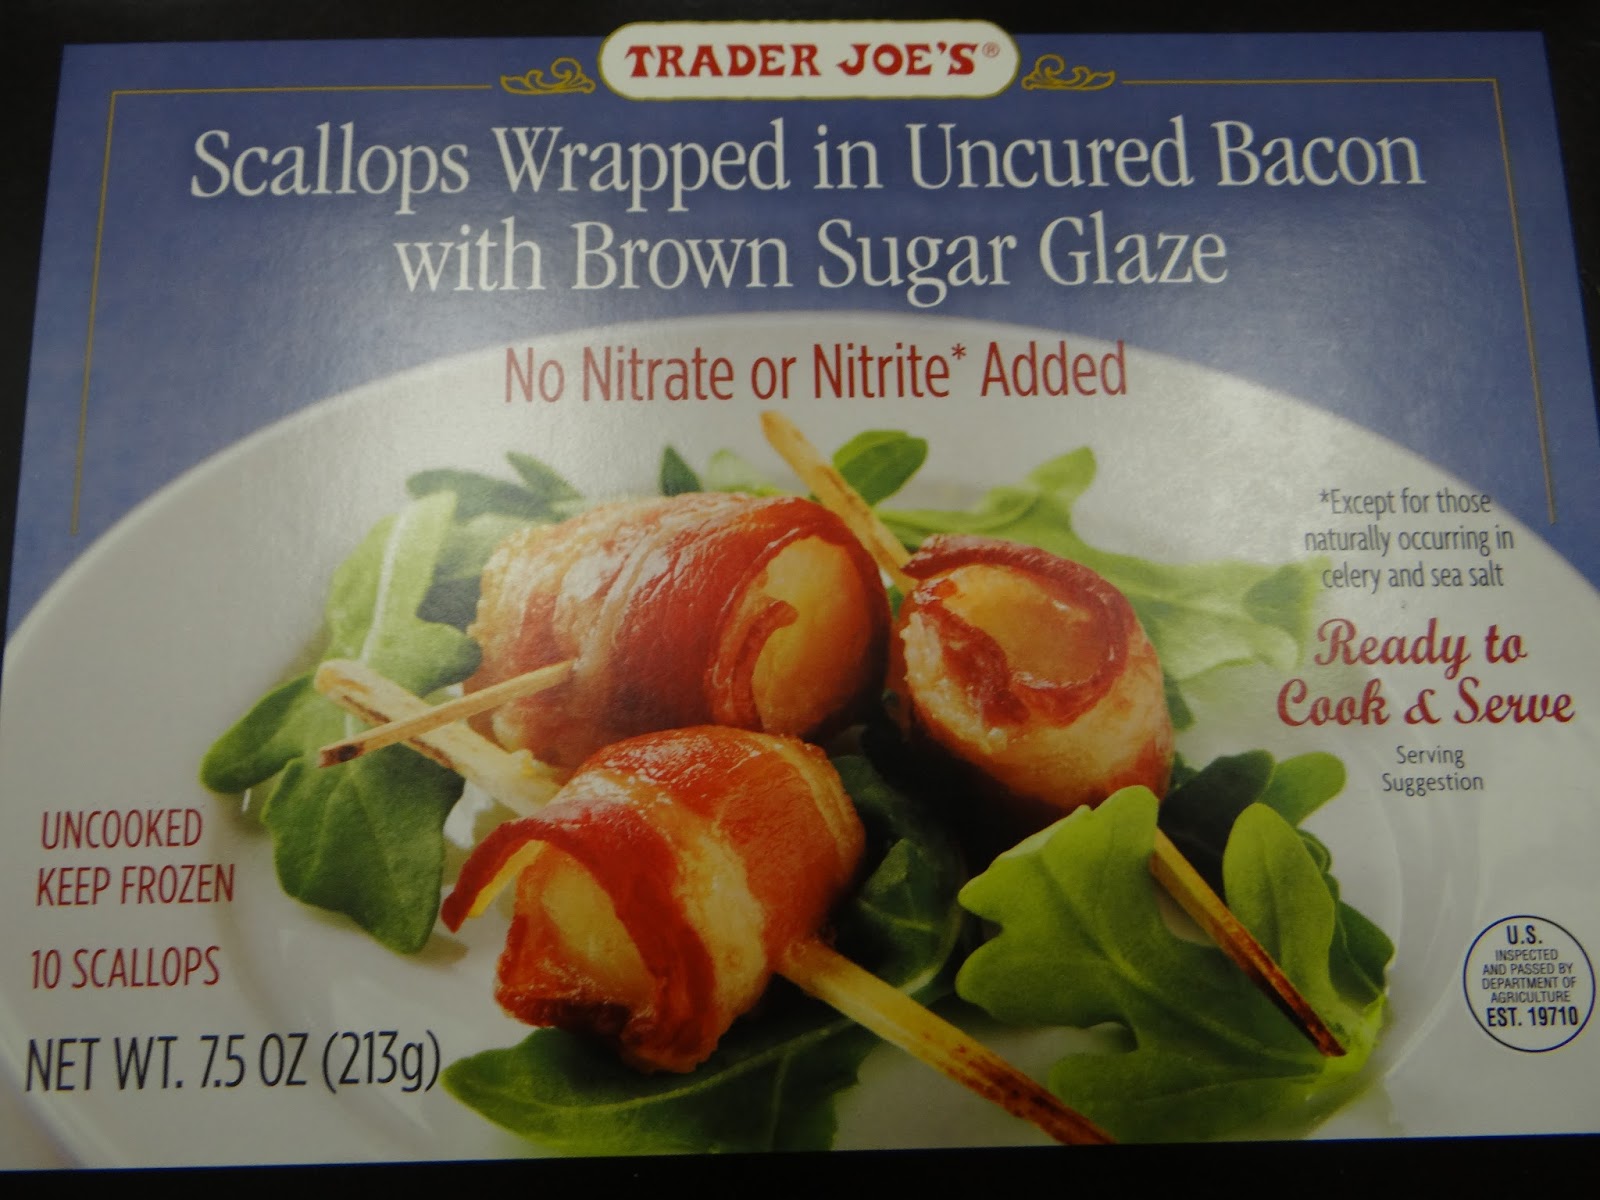 TRADER JOE'S®
Scallops Wrapped in Uncured Bacon
with Brown Sugar Glaze
No Nitrate or Nitrite* Added
*Except for those
naturally occurring in
celery and sea salt
Ready to
Cook & Serve
Serving
Suggestion
UNCOOKED
KEEP FROZEN
10 SCALLOPS
NET WT. 7.5 OZ (213g)
U.S.
INSPECTED
AND PASSED BY
DEPARTMENT OF
AGRICULTURE
EST. 19710